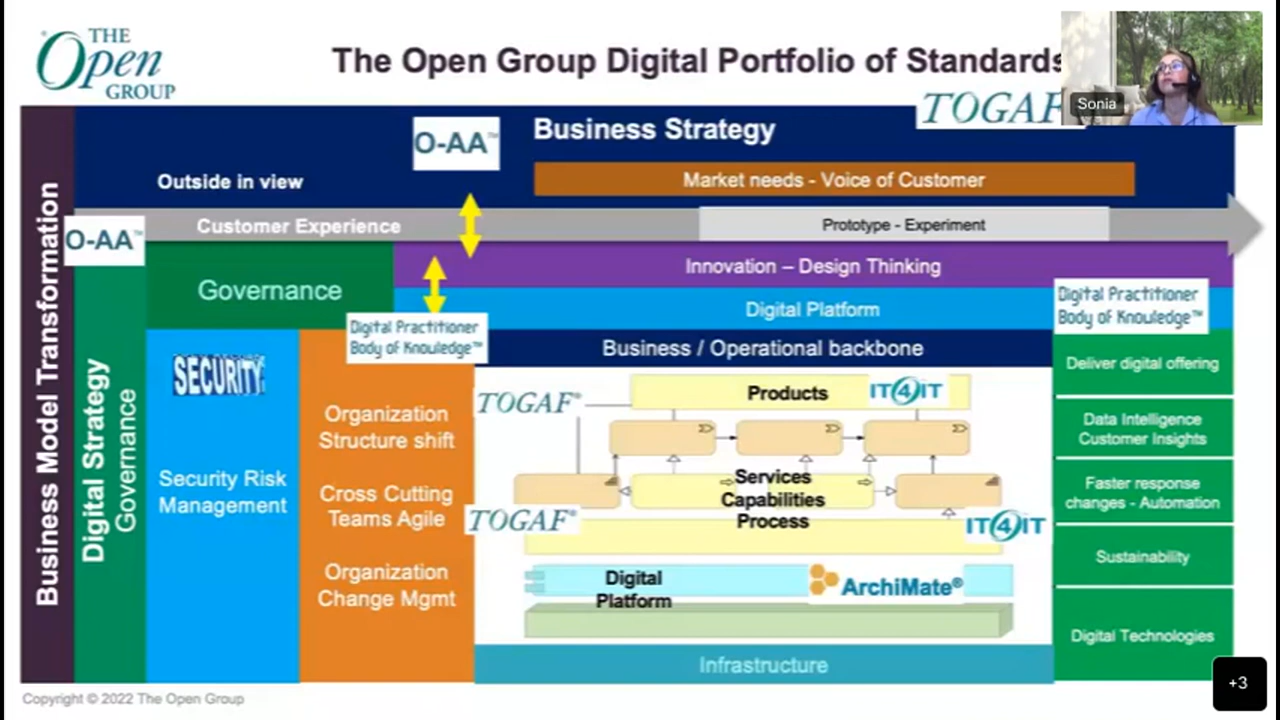 THE
Open
GROUP
The Open Group Digital Portfolio of Standards
Sonia
TOGAF
O-AA™
Business Strategy
Outside in view
Market needs - Voice of Customer
O-AA™
Customer Experience
Prototype - Experiment
Business Model Transformation
Digital Strategy
Governance
Governance
Innovation – Design Thinking
Digital Platform
Digital Practitioner
Body of Knowledge™
Digital Practitioner
Body of Knowledge™
Business / Operational backbone
SECURITY
Security Risk
Management
Organization
Structure shift
Cross Cutting
Teams Agile
Organization
Change Mgmt
TOGAF®
Products
IT4IT
Services
Capabilities
Process
TOGAF®
IT4IT
Digital
Platform
ArchiMate®
Infrastructure
Deliver digital offering
Data Intelligence
Customer Insights
Faster response
changes - Automation
Sustainability
Digital Technologies
+3
Copyright © 2022 The Open Group